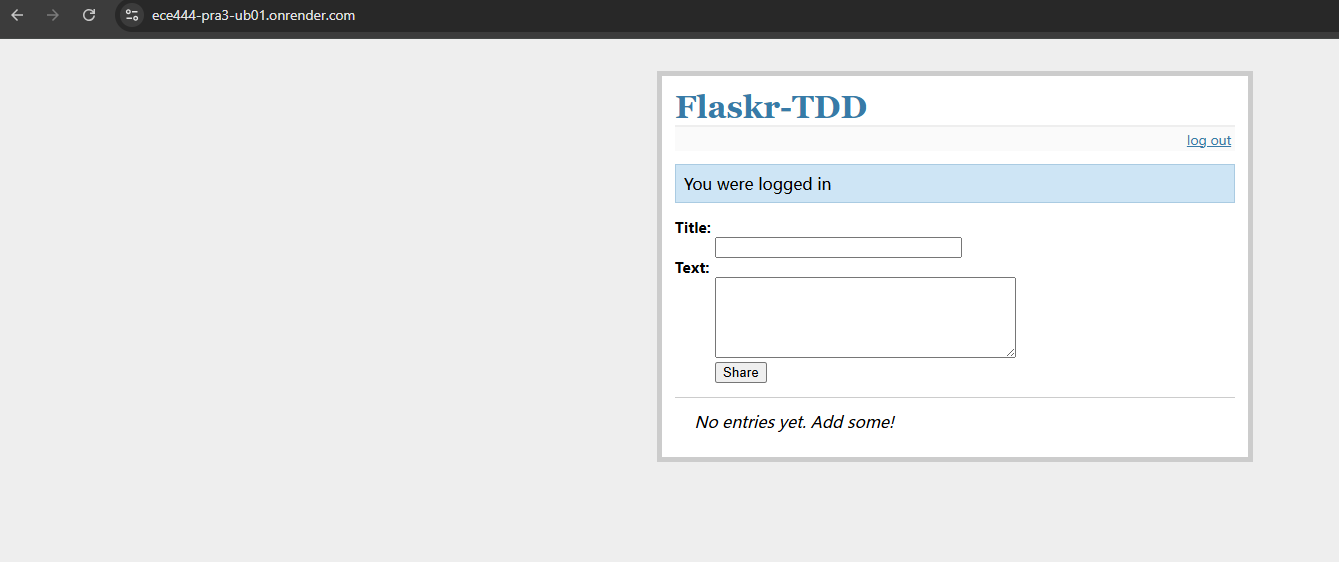 ece444-pra3-ub01.onrender.com
Flaskr-TDD
log out
You were logged in
Title:
Text:
Share
No entries yet. Add some!